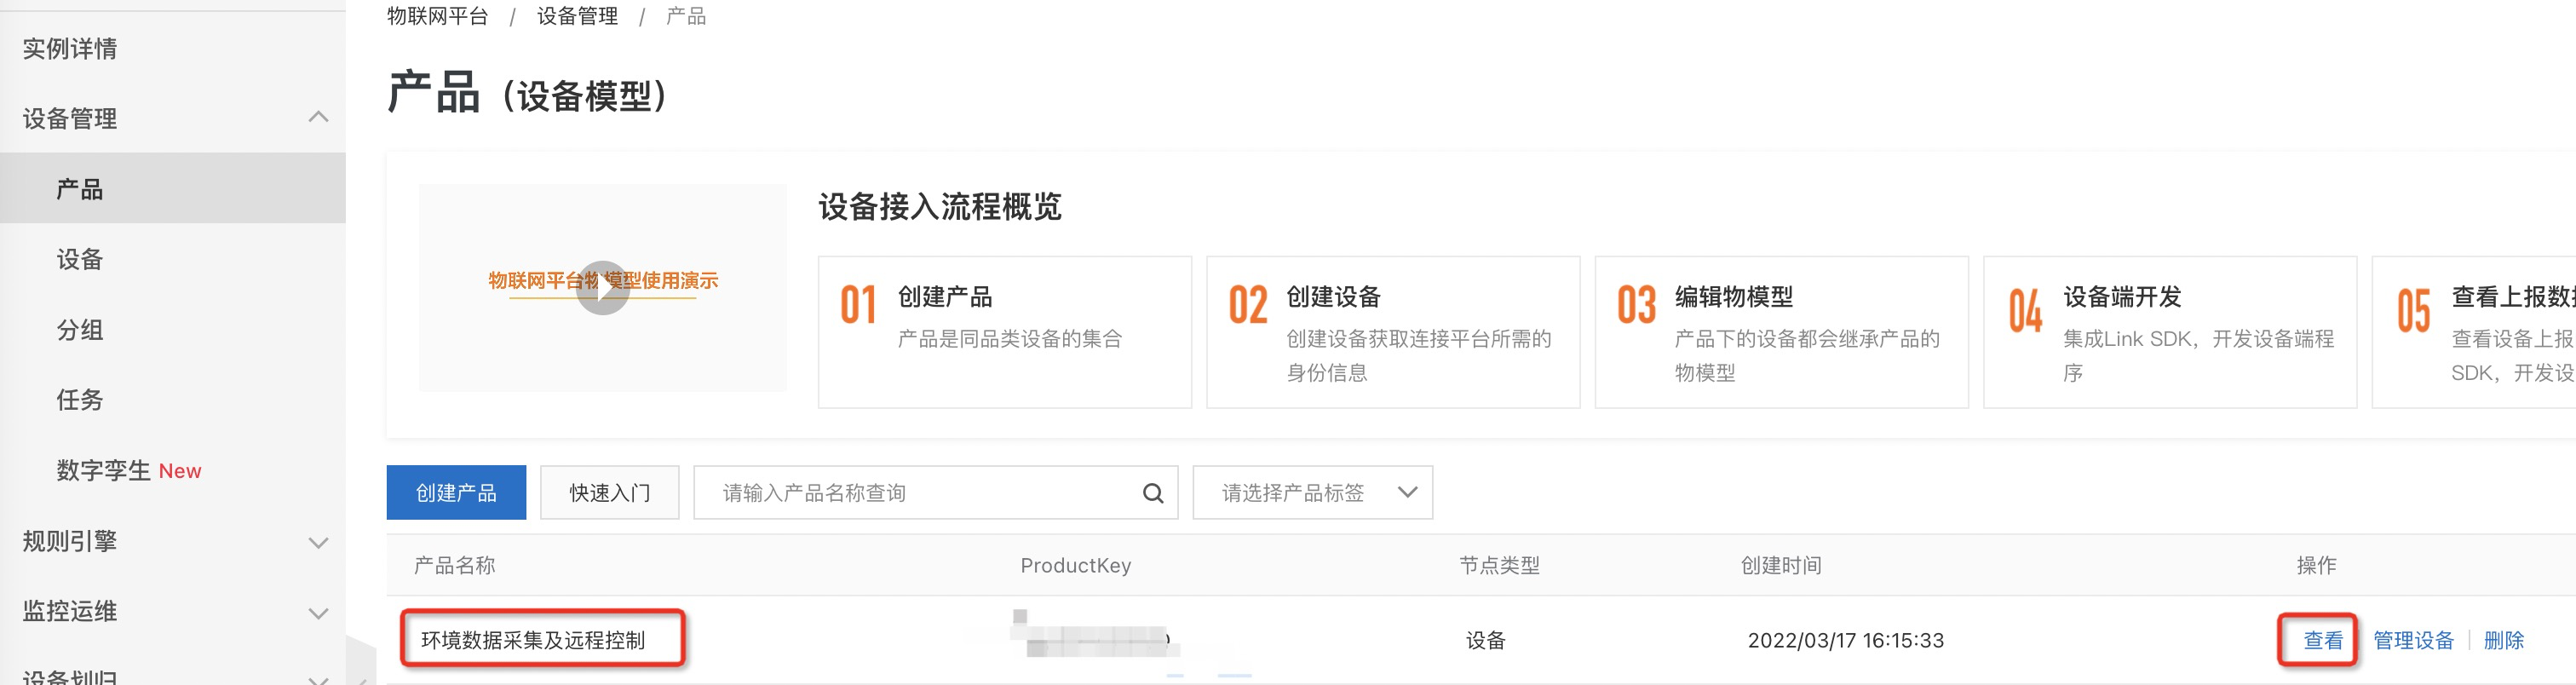 物联网平台 / 设备管理 / 产品
实例详情
设备管理
产品
设备
分组
任务
数字孪生 New
规则引擎
监控运维
设备划归
产品（设备模型）
物联网平台物模型使用演示
设备接入流程概览
01 创建产品
产品是同品类设备的集合
02 创建设备
创建设备获取连接平台所需的
身份信息
03 编辑物模型
产品下的设备都会继承产品的
物模型
04 设备端开发
集成Link SDK，开发设备端程
序
05 查看上报数
查看设备上报
SDK，开发设
创建产品 快速入门 请输入产品名称查询 请选择产品标签
产品名称 ProductKey 节点类型 创建时间 操作
环境数据采集及远程控制 设备 2022/03/17 16:15:33 查看 管理设备 删除